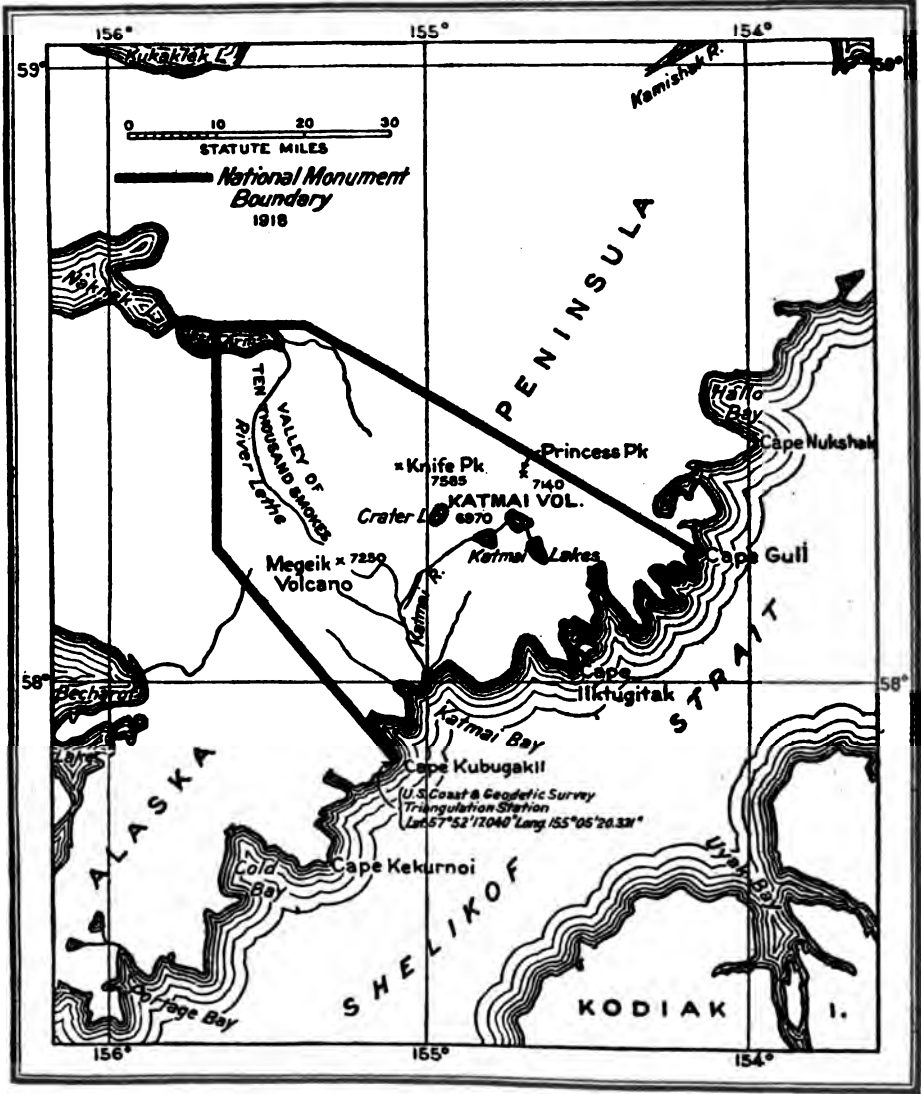 156°
155°
154°
Kukaklek L.
59°
Kamishak R.
0 10 20 30
STATUTE MILES
National Monument
Boundary
1918
PENINSULA
Naknek L.
Hallo
Bay
Cape Nukshak
VALLEY OF
TEN THOUSAND SMOKES
River Lethe
Princess Pk
7140
Knife Pk.
7585
KATMAI VOL.
6970
Crater L.
Katmai Lakes
Cape Gull
Megeik 7250
Volcano
Katmai R.
58°
58°
Becharof
Lakes
Cape
Ilktugitak
STRAIT
Katmai Bay
Cape Kubugakli
U.S. Coast & Geodetic Survey
Triangulation Station
Lat. 57°52'17.040" Long. 155°05'20.331"
ALASKA
Cold
Bay
Cape Kekurnoi
Uyak Bay
SHELIKOF
Portage Bay
KODIAK I.
156°
155°
154°